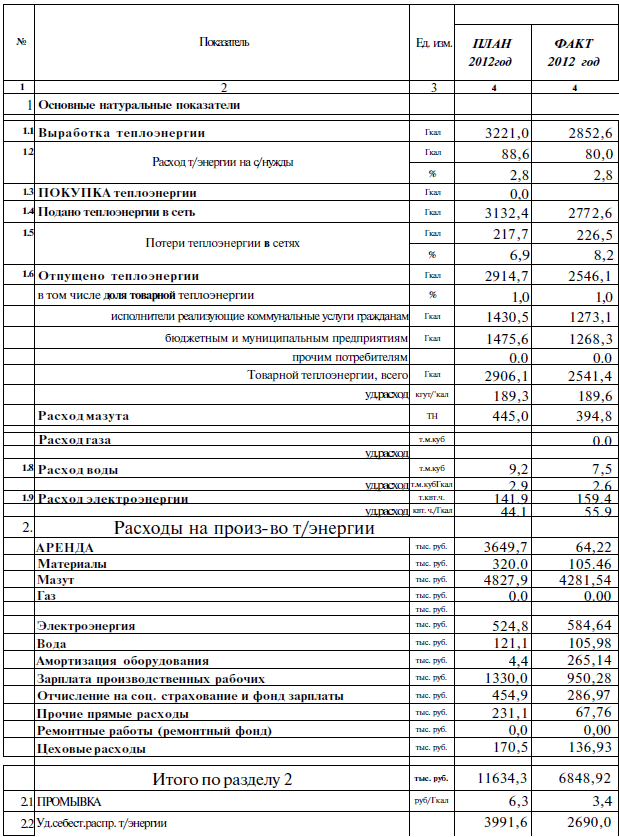 № Показатель Ед. изм. ПЛАН 2012год ФАКТ 2012 год
1 2 3 4 4
1 Основные натуральные показатели
1.1 Выработка теплоэнергии Гкал 3221,0 2852,6
1.2 Расход т/энергии на с/нужды Гкал 88,6 80,0
% 2,8 2,8
1.3 ПОКУПКА теплоэнергии Гкал 0,0
1.4 Подано теплоэнергии в сеть Гкал 3132,4 2772,6
1.5 Потери теплоэнергии в сетях Гкал 217,7 226,5
% 6,9 8,2
1.6 Отпущено теплоэнергии Гкал 2914,7 2546,1
в том числе доля товарной теплоэнергии % 1,0 1,0
исполнители реализующие коммунальные услуги гражданам Гкал 1430,5 1273,1
бюджетным и муниципальным предприятиям Гкал 1475,6 1268,3
прочим потребителям 0.0 0.0
Товарной теплоэнергии, всего Гкал 2906,1 2541,4
уд.расход кгут/'кал 189,3 189,6
Расход мазута ТН 445,0 394,8
Расход газа т.м.куб 0.0
уд.расход
1.8 Расход воды т.м.куб 9,2 7,5
уд.расход т.м.куб/Гкал 2,9 2,6
1.9 Расход электроэнергии т.квт.ч. 141,9 159,4
уд.расход квт. ч./Гкал 44,1 55,9
2. Расходы на произ-во т/энергии
АРЕНДА тыс. руб. 3649,7 64,22
Материалы тыс. руб. 320.0 105.46
Мазут тыс. руб. 4827,9 4281,54
Газ тыс. руб. 0.0 0.00
тыс. руб.
Электроэнергия тыс. руб. 524,8 584,64
Вода тыс. руб. 121,1 105,98
Амортизация оборудования тыс. руб. 4,4 265,14
Зарплата производственных рабочих тыс. руб. 1330,0 950,28
Отчисление на соц. страхование и фонд зарплаты тыс. руб. 454,9 286,97
Прочие прямые расходы тыс. руб. 231,1 67,76
Ремонтные работы (ремонтный фонд) тыс. руб. 0,0 0,00
Цеховые расходы тыс. руб. 170,5 136,93
Итого по разделу 2 тыс. руб. 11634,3 6848,92
2.1 ПРОМЫВКА руб/Гкал 6,3 3,4
2.2 Уд.себест.распр. т/энергии 3991,6 2690,0